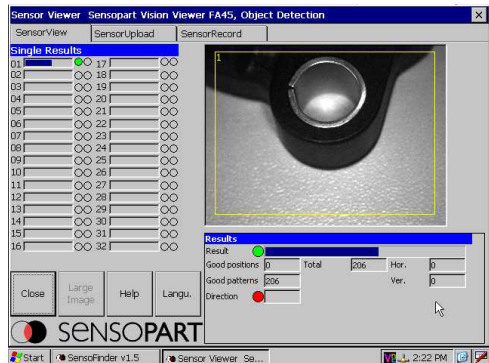 Sensor Viewer Sensopart Vision Viewer FA45, Object Detection
SensorView SensorUpload SensorRecord
Single Results
01 17
02 18
03 19
04 20
05 21
06 22
07 23
08 24
09 25
10 26
11 27
12 28
13 29
14 30
15 31
16 32
1
Results
Result
Good positions 0 Total 206 Hor. 0
Good patterns 206 Ver. 0
Direction
Close Large Image Help Langu.
SENSOPART
Start SensoFinder v1.5 Sensor Viewer Se... 2:22 PM